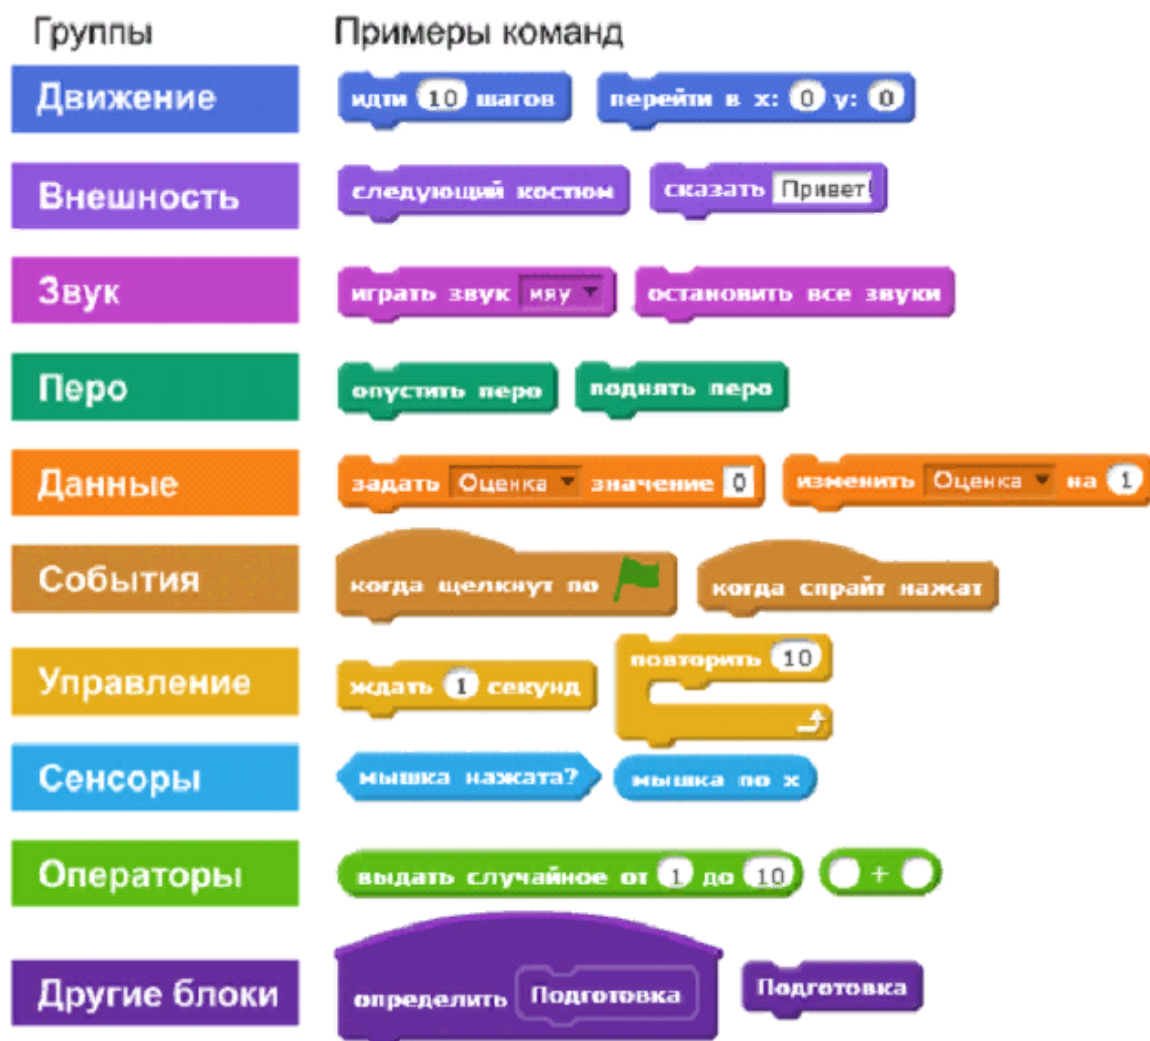 Группы Примеры команд
Движение идти 10 шагов перейти в x: 0 y: 0
Внешность следующий костюм сказать Привет!
Звук играть звук мяу остановить все звуки
Перо опустить перо поднять перо
Данные задать Оценка значение 0 изменить Оценка на 1
События когда щелкнут по когда спрайт нажат
Управление ждать 1 секунд повторить 10
Сенсоры мышка нажата? мышка по x
Операторы выдать случайное от 1 до 10 +
Другие блоки определить Подготовка Подготовка